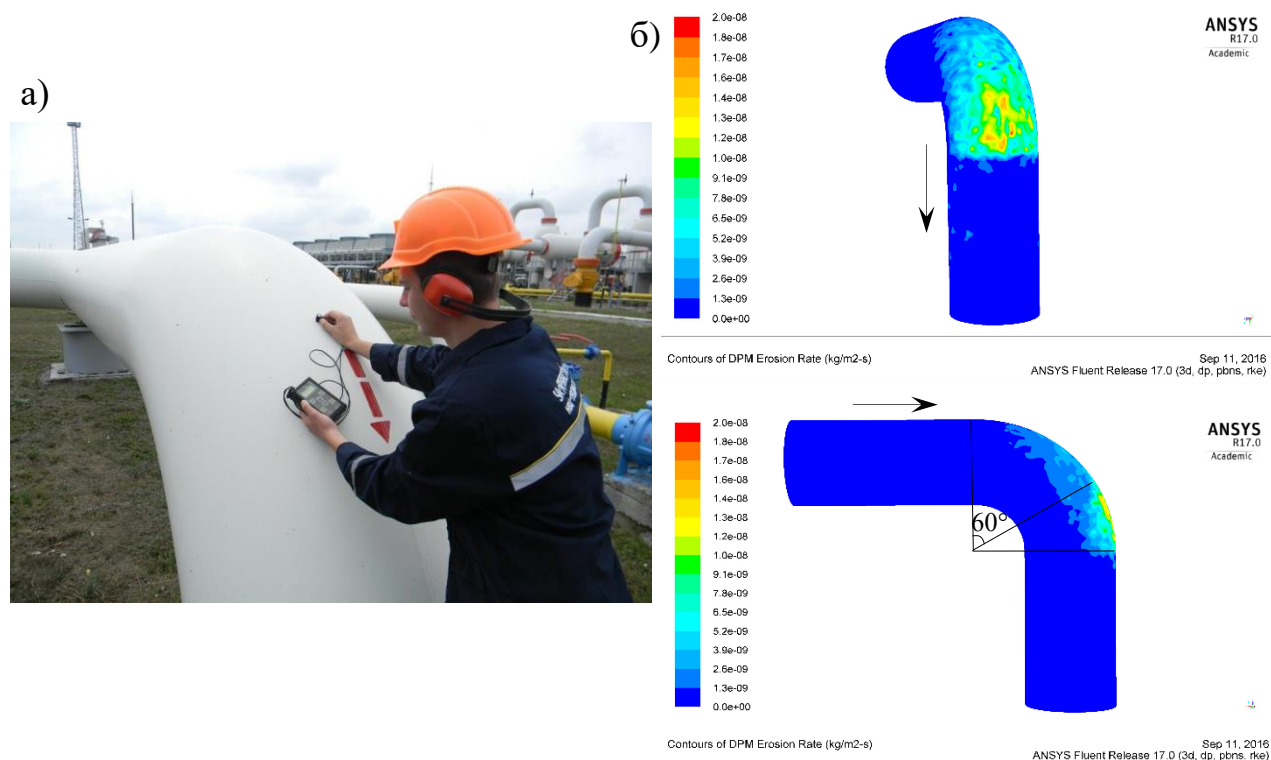 а)
б)
2.0e-08
1.8e-08
1.7e-08
1.6e-08
1.4e-08
1.3e-08
1.2e-08
1.0e-08
9.1e-09
7.8e-09
6.5e-09
5.2e-09
3.9e-09
2.6e-09
1.3e-09
0.0e+00
ANSYS
R17.0
Academic
Contours of DPM Erosion Rate (kg/m2-s)
Sep 11, 2016
ANSYS Fluent Release 17.0 (3d, dp, pbns, rke)
2.0e-08
1.8e-08
1.7e-08
1.6e-08
1.4e-08
1.3e-08
1.2e-08
1.0e-08
9.1e-09
7.8e-09
6.5e-09
5.2e-09
3.9e-09
2.6e-09
1.3e-09
0.0e+00
ANSYS
R17.0
Academic
60°
Contours of DPM Erosion Rate (kg/m2-s)
Sep 11, 2016
ANSYS Fluent Release 17.0 (3d, dp, pbns, rke)